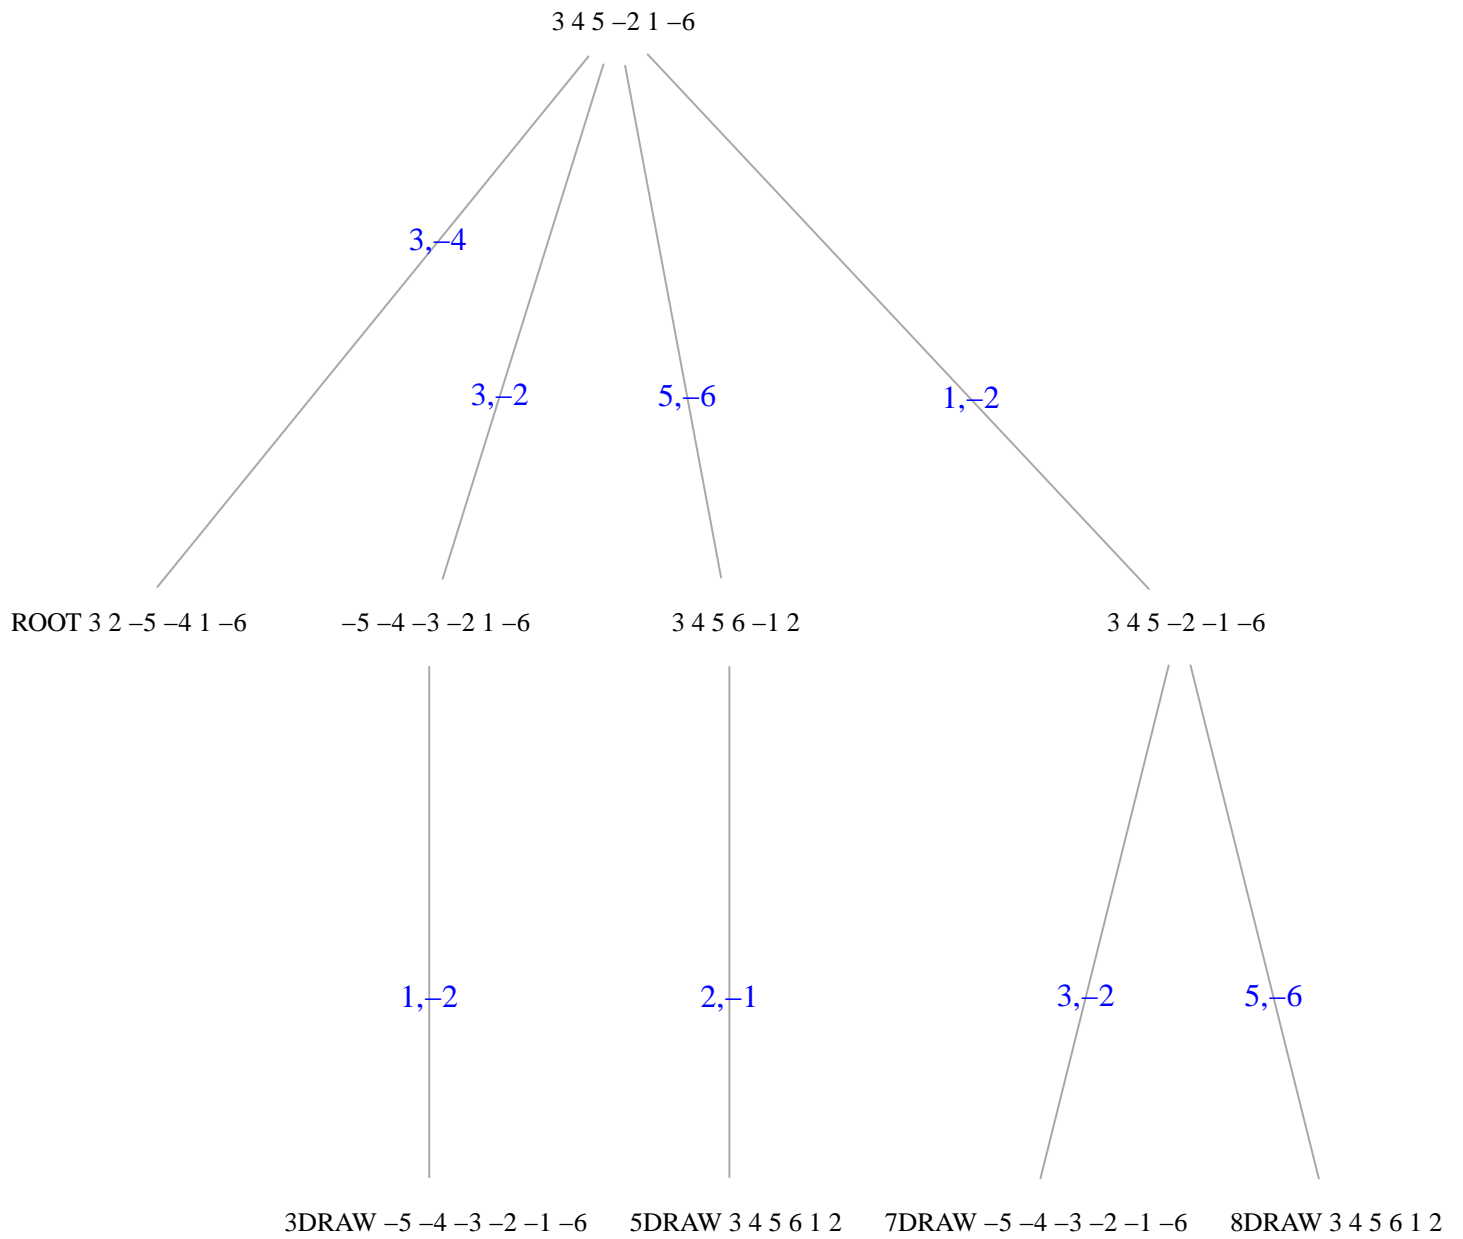 3 4 5 –2 1 –6
3,–4
3,–2
5,–6
1,–2
ROOT 3 2 –5 –4 1 –6
–5 –4 –3 –2 1 –6
3 4 5 6 –1 2
3 4 5 –2 –1 –6
1,–2
2,–1
3,–2
5,–6
3DRAW –5 –4 –3 –2 –1 –6
5DRAW 3 4 5 6 1 2
7DRAW –5 –4 –3 –2 –1 –6
8DRAW 3 4 5 6 1 2